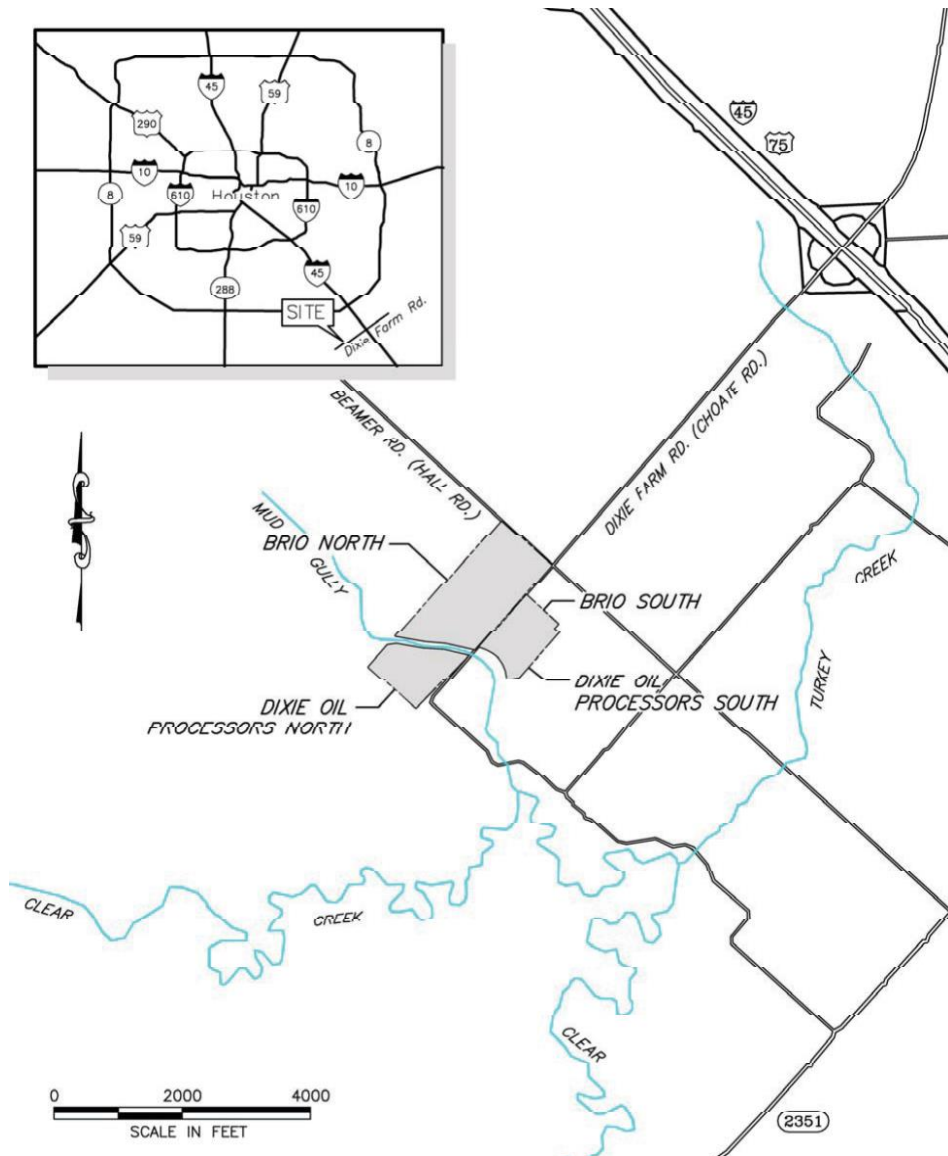 45
59
290
8
10
10
8
610
Houston
610
59
45
288
SITE
Dixie Farm Rd.
45
75
BEAMER RD. (HALL RD.)
DIXIE FARM RD. (CHOATE RD.)
MUD
GULLY
BRIO NORTH
CREEK
BRIO SOUTH
TURKEY
DIXIE OIL
PROCESSORS SOUTH
DIXIE OIL
PROCESSORS NORTH
CLEAR
CREEK
CLEAR
0 2000 4000
SCALE IN FEET
2351